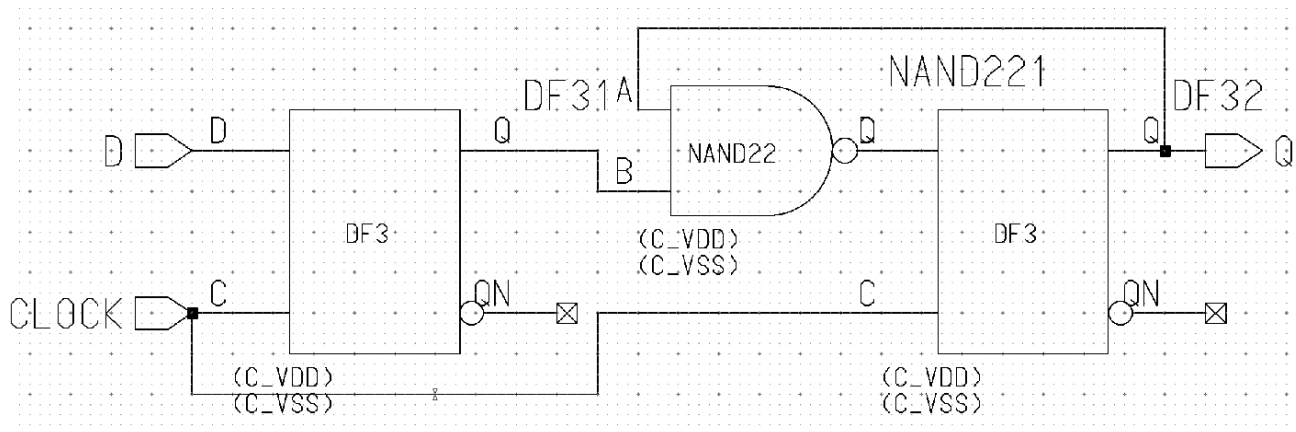 NAND221
DF31
A
DF32
D
D
Q
B
NAND22
Q
Q
Q
DF3
DF3
(C_VDD)
(C_VSS)
CLOCK
C
QN
C
QN
(C_VDD)
(C_VSS)
(C_VDD)
(C_VSS)